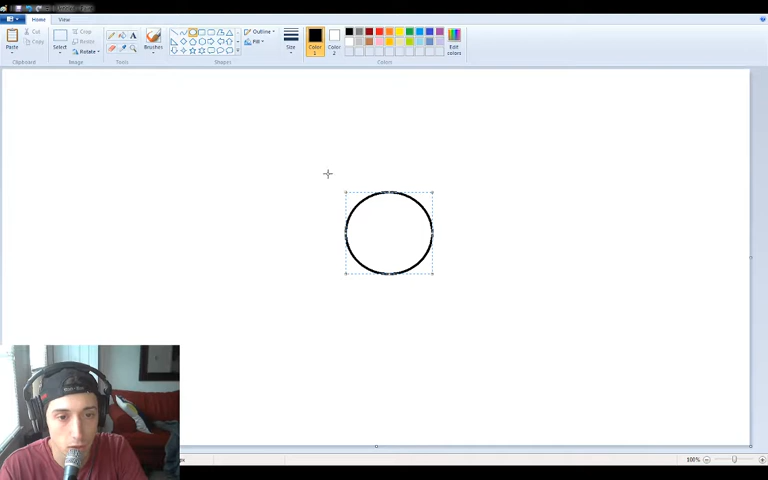 Home View
Paste
Cut
Copy
Clipboard
Select
Crop
Resize
Rotate
Image
Tools
Brushes
Shapes
Outline
Fill
Size
Color 1
Color 2
Edit colors
Colors
100%